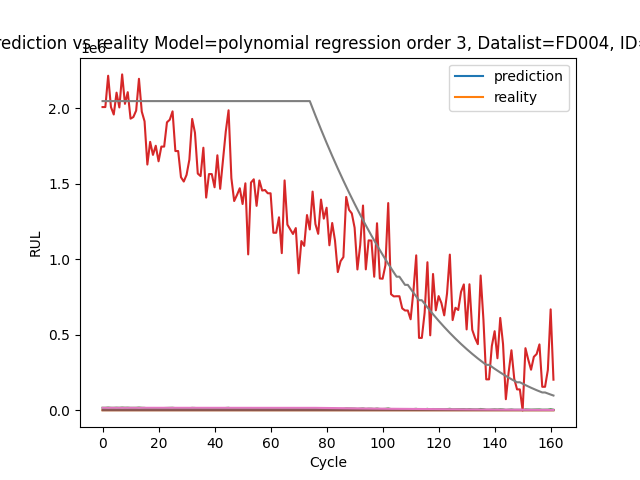 rediction vs reality Model=polynomial regression order 3, Datalist=FD004, ID=
1e6
prediction
reality
2.0
1.5
1.0
0.5
0.0
RUL
0 20 40 60 80 100 120 140 160
Cycle